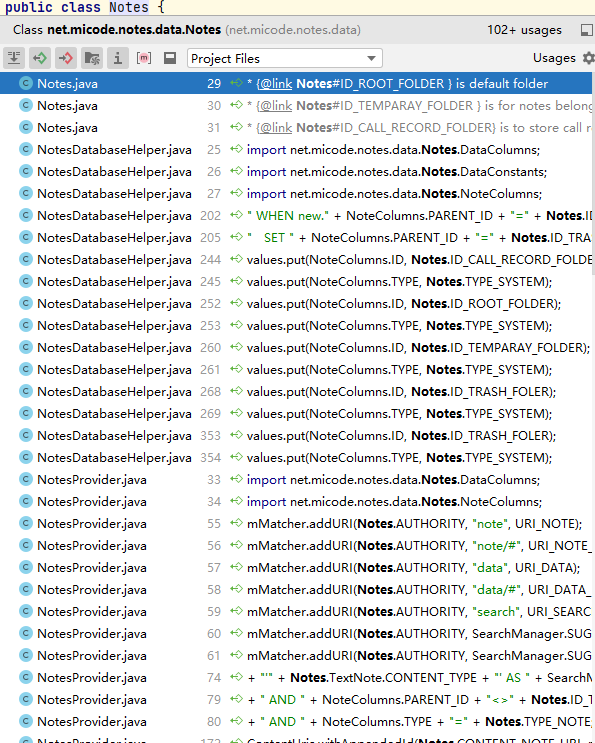 public class Notes {
Class net.micode.notes.data.Notes (net.micode.notes.data) 102+ usages
Project Files Usages
Notes.java 29 * {@link Notes#ID_ROOT_FOLDER } is default folder
Notes.java 30 * {@link Notes#ID_TEMPARAY_FOLDER } is for notes belong
Notes.java 31 * {@link Notes#ID_CALL_RECORD_FOLDER} is to store call r
NotesDatabaseHelper.java 25 import net.micode.notes.data.Notes.DataColumns;
NotesDatabaseHelper.java 26 import net.micode.notes.data.Notes.DataConstants;
NotesDatabaseHelper.java 27 import net.micode.notes.data.Notes.NoteColumns;
NotesDatabaseHelper.java 202 " WHEN new." + NoteColumns.PARENT_ID + "=" + Notes.ID
NotesDatabaseHelper.java 205 " SET " + NoteColumns.PARENT_ID + "=" + Notes.ID_TRA
NotesDatabaseHelper.java 244 values.put(NoteColumns.ID, Notes.ID_CALL_RECORD_FOLDE
NotesDatabaseHelper.java 245 values.put(NoteColumns.TYPE, Notes.TYPE_SYSTEM);
NotesDatabaseHelper.java 252 values.put(NoteColumns.ID, Notes.ID_ROOT_FOLDER);
NotesDatabaseHelper.java 253 values.put(NoteColumns.TYPE, Notes.TYPE_SYSTEM);
NotesDatabaseHelper.java 260 values.put(NoteColumns.ID, Notes.ID_TEMPARAY_FOLDER);
NotesDatabaseHelper.java 261 values.put(NoteColumns.TYPE, Notes.TYPE_SYSTEM);
NotesDatabaseHelper.java 268 values.put(NoteColumns.ID, Notes.ID_TRASH_FOLER);
NotesDatabaseHelper.java 269 values.put(NoteColumns.TYPE, Notes.TYPE_SYSTEM);
NotesDatabaseHelper.java 353 values.put(NoteColumns.ID, Notes.ID_TRASH_FOLER);
NotesDatabaseHelper.java 354 values.put(NoteColumns.TYPE, Notes.TYPE_SYSTEM);
NotesProvider.java 33 import net.micode.notes.data.Notes.DataColumns;
NotesProvider.java 34 import net.micode.notes.data.Notes.NoteColumns;
NotesProvider.java 55 mMatcher.addURI(Notes.AUTHORITY, "note", URI_NOTE);
NotesProvider.java 56 mMatcher.addURI(Notes.AUTHORITY, "note/#", URI_NOTE_
NotesProvider.java 57 mMatcher.addURI(Notes.AUTHORITY, "data", URI_DATA);
NotesProvider.java 58 mMatcher.addURI(Notes.AUTHORITY, "data/#", URI_DATA_
NotesProvider.java 59 mMatcher.addURI(Notes.AUTHORITY, "search", URI_SEARC
NotesProvider.java 60 mMatcher.addURI(Notes.AUTHORITY, SearchManager.SUG
NotesProvider.java 61 mMatcher.addURI(Notes.AUTHORITY, SearchManager.SUG
NotesProvider.java 74 + "'" + Notes.TextNote.CONTENT_TYPE + "' AS " + SearchM
NotesProvider.java 79 + " AND " + NoteColumns.PARENT_ID + "<>" + Notes.ID_T
NotesProvider.java 80 + " AND " + NoteColumns.TYPE + "=" + Notes.TYPE_NOTE